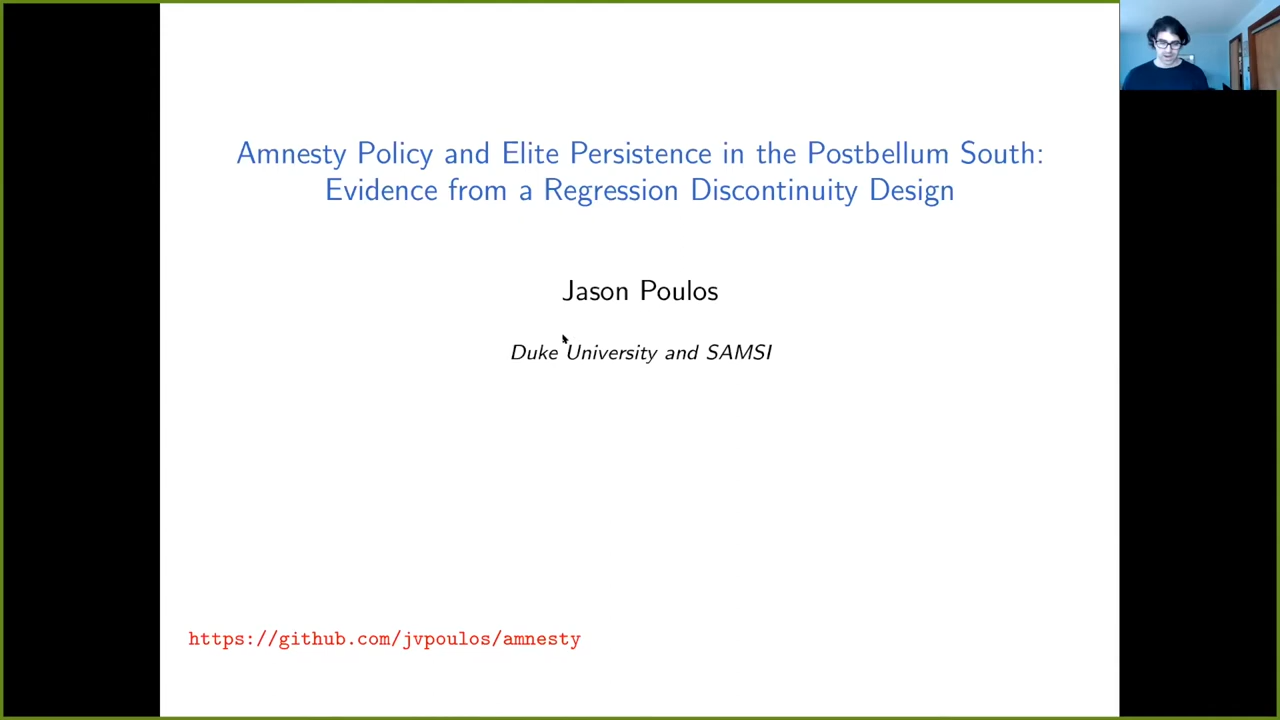 Amnesty Policy and Elite Persistence in the Postbellum South:
Evidence from a Regression Discontinuity Design
Jason Poulos
Duke University and SAMSI
https://github.com/jvpoulos/amnesty